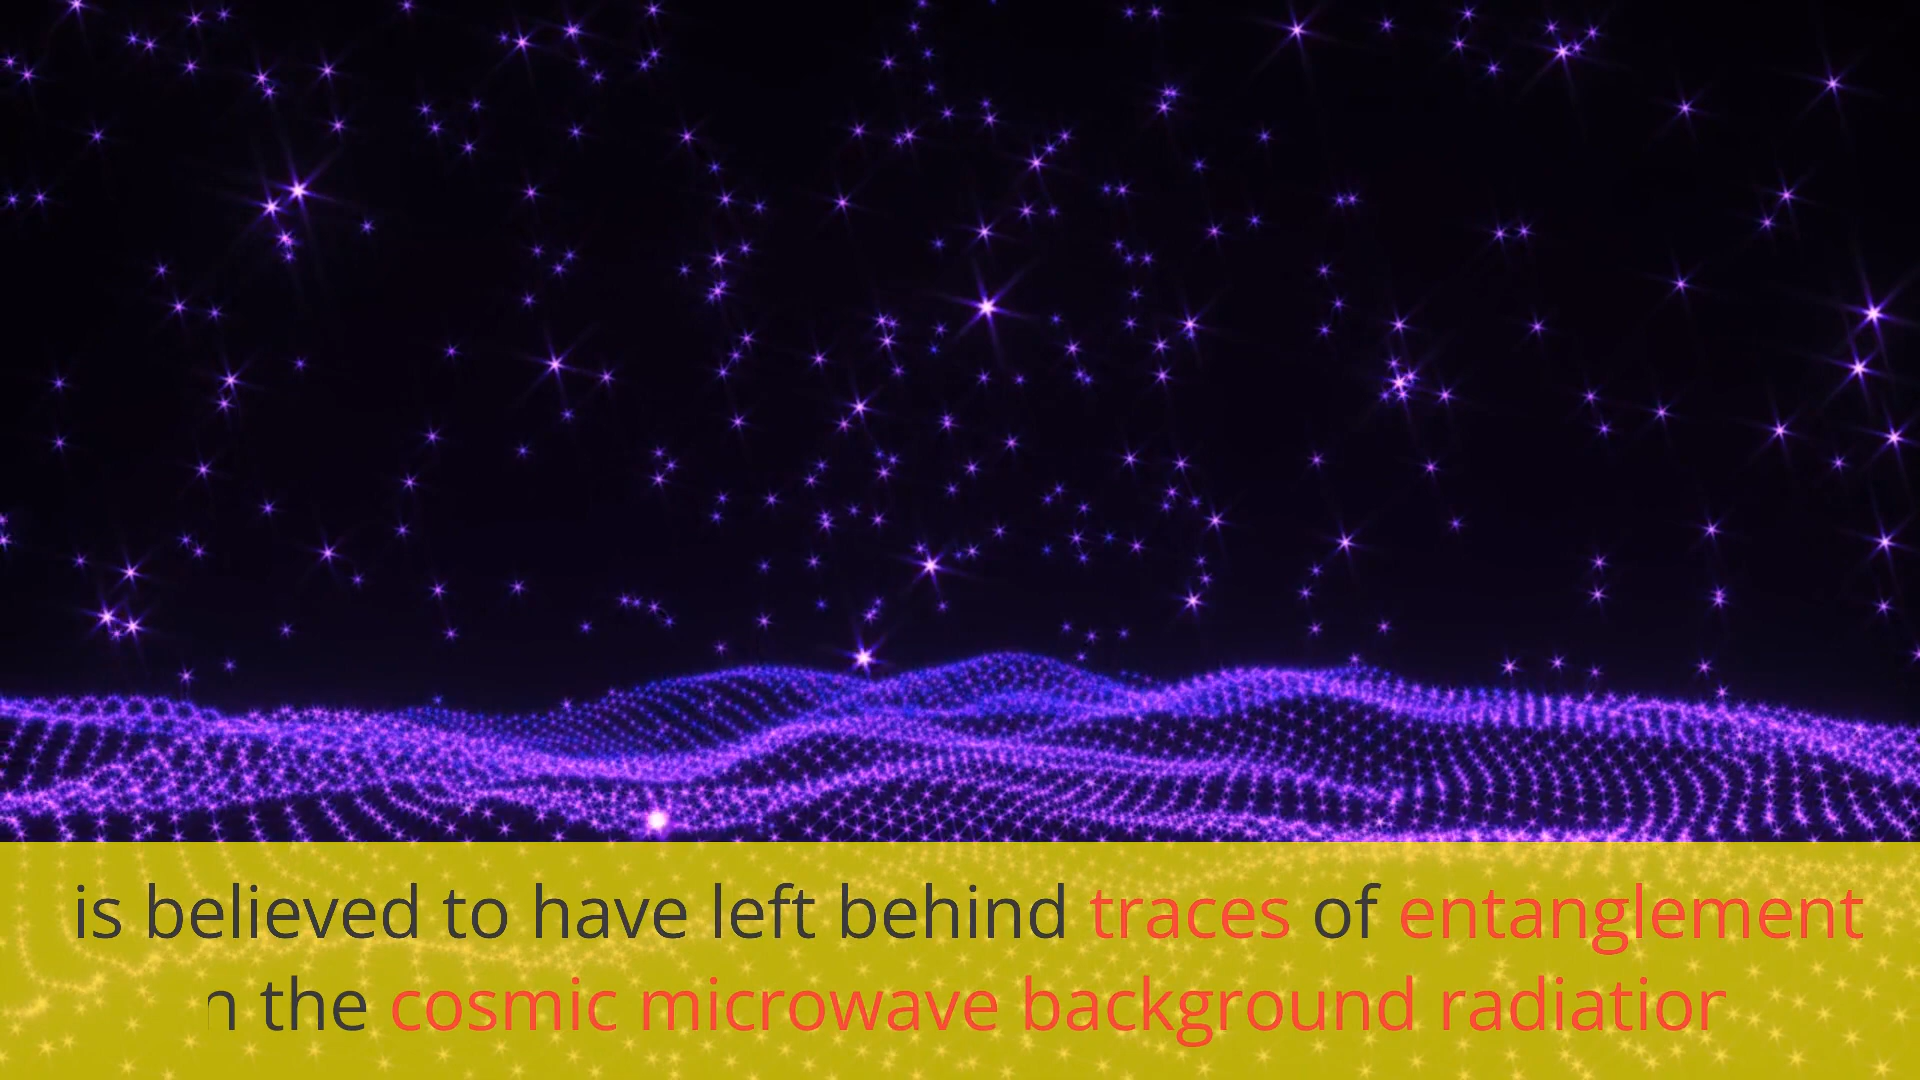 is believed to have left behind traces of entanglement
the cosmic microwave background